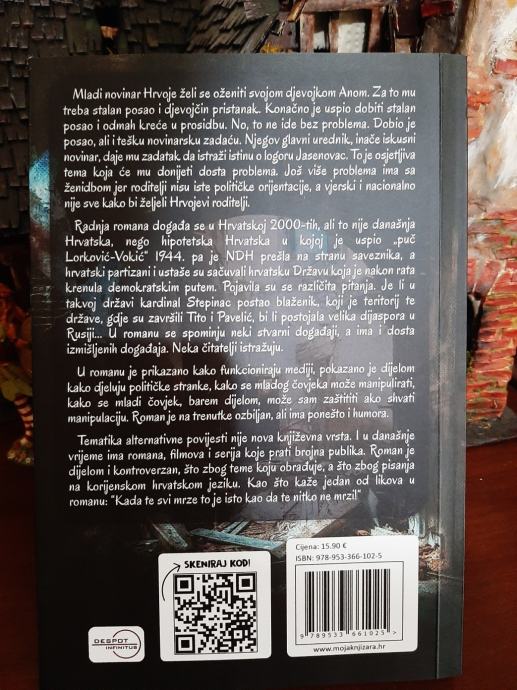 Mladi novinar Hrvoje želi se oženiti svojom djevojkom Anom. Za to mu
treba stalan posao i djevojčin pristanak. Konačno je uspio dobiti stalan
posao i odmah kreće u prosidbu. No, to ne ide bez problema. Dobio je
posao, ali i tešku novinarsku zadaću. Njegov glavni urednik, inače iskusni
novinar, daje mu zadatak da istraži istinu o logoru Jasenovac. To je osjetljiva
tema koja će mu donijeti dosta problema. Još više problema ima sa
ženidbom jer roditelji nisu iste političke orijentacije, a vjerski i nacionalno
nije sve kako bi željeli Hrvojevi roditelji.
Radnja romana događa se u Hrvatskoj 2000-tih, ali to nije današnja
Hrvatska, nego hipotetska Hrvatska u kojoj je uspio „puč
Lorković-Vokić“ 1944. pa je NDH prešla na stranu saveznika, a
hrvatski partizani i ustaše su sačuvali hrvatsku Državu koja je nakon rata
krenula demokratskim putem. Pojavila su se različita pitanja. Je li u
takvoj državi kardinal Stepinac postao blaženik, koji je teritorij te
države, gdje su završili Tito i Pavelić, bi li postojala velika dijaspora u
Rusiji... U romanu se spominju neki stvarni događaji, a ima i dosta
izmišljenih događaja. Neka čitatelji istražuju.
U romanu je prikazano kako funkcioniraju mediji, pokazano je dijelom
kako djeluju političke stranke, kako se mladog čovjeka može manipulirati,
kako se mladi čovjek, barem dijelom, može sam zaštititi ako shvati
manipulaciju. Roman je na trenutke ozbiljan, ali ima ponešto i humora.
Tematika alternativne povijesti nije nova književna vrsta. I u današnje
vrijeme ima romana, filmova i serija koje prati brojna publika. Roman je
dijelom i kontroverzan, što zbog teme koju obrađuje, a što zbog pisanja
na korijenskom hrvatskom jeziku. Kao što kaže jedan od likova u
romanu: “Kada te svi mrze to je isto kao da te nitko ne mrzi!“
SKENIRAJ KOD!
Cijena: 15.90 €
ISBN: 978-953-366-102-5
9 789533 661025 >
www.mojaknjizara.hr
DESPOT
INFINITUS